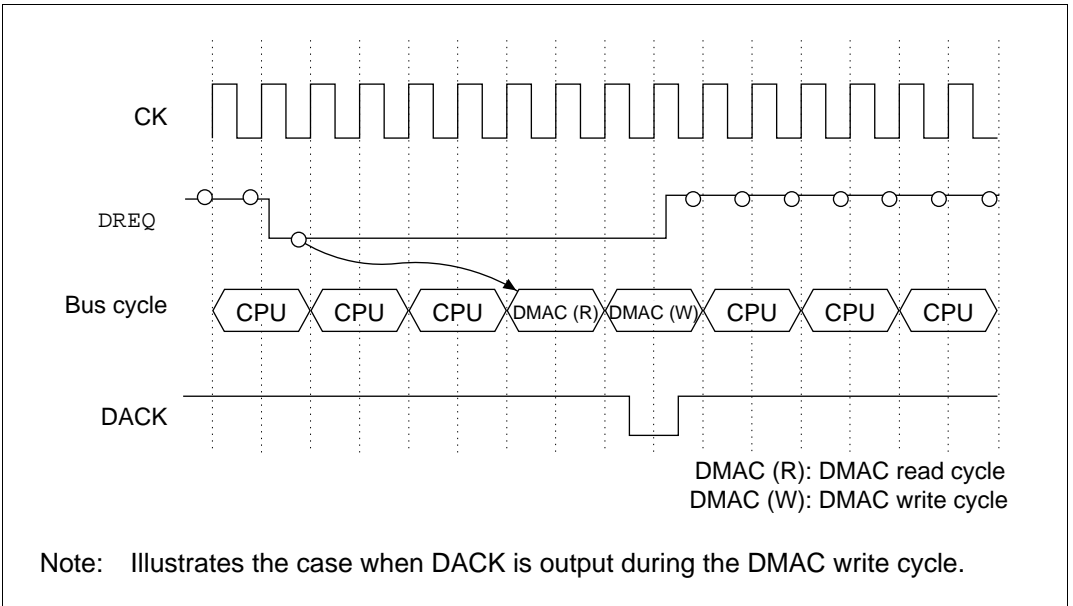 CK
DREQ
Bus cycle
CPU CPU CPU DMAC (R) DMAC (W) CPU CPU CPU
DACK
DMAC (R): DMAC read cycle
DMAC (W): DMAC write cycle
Note: Illustrates the case when DACK is output during the DMAC write cycle.